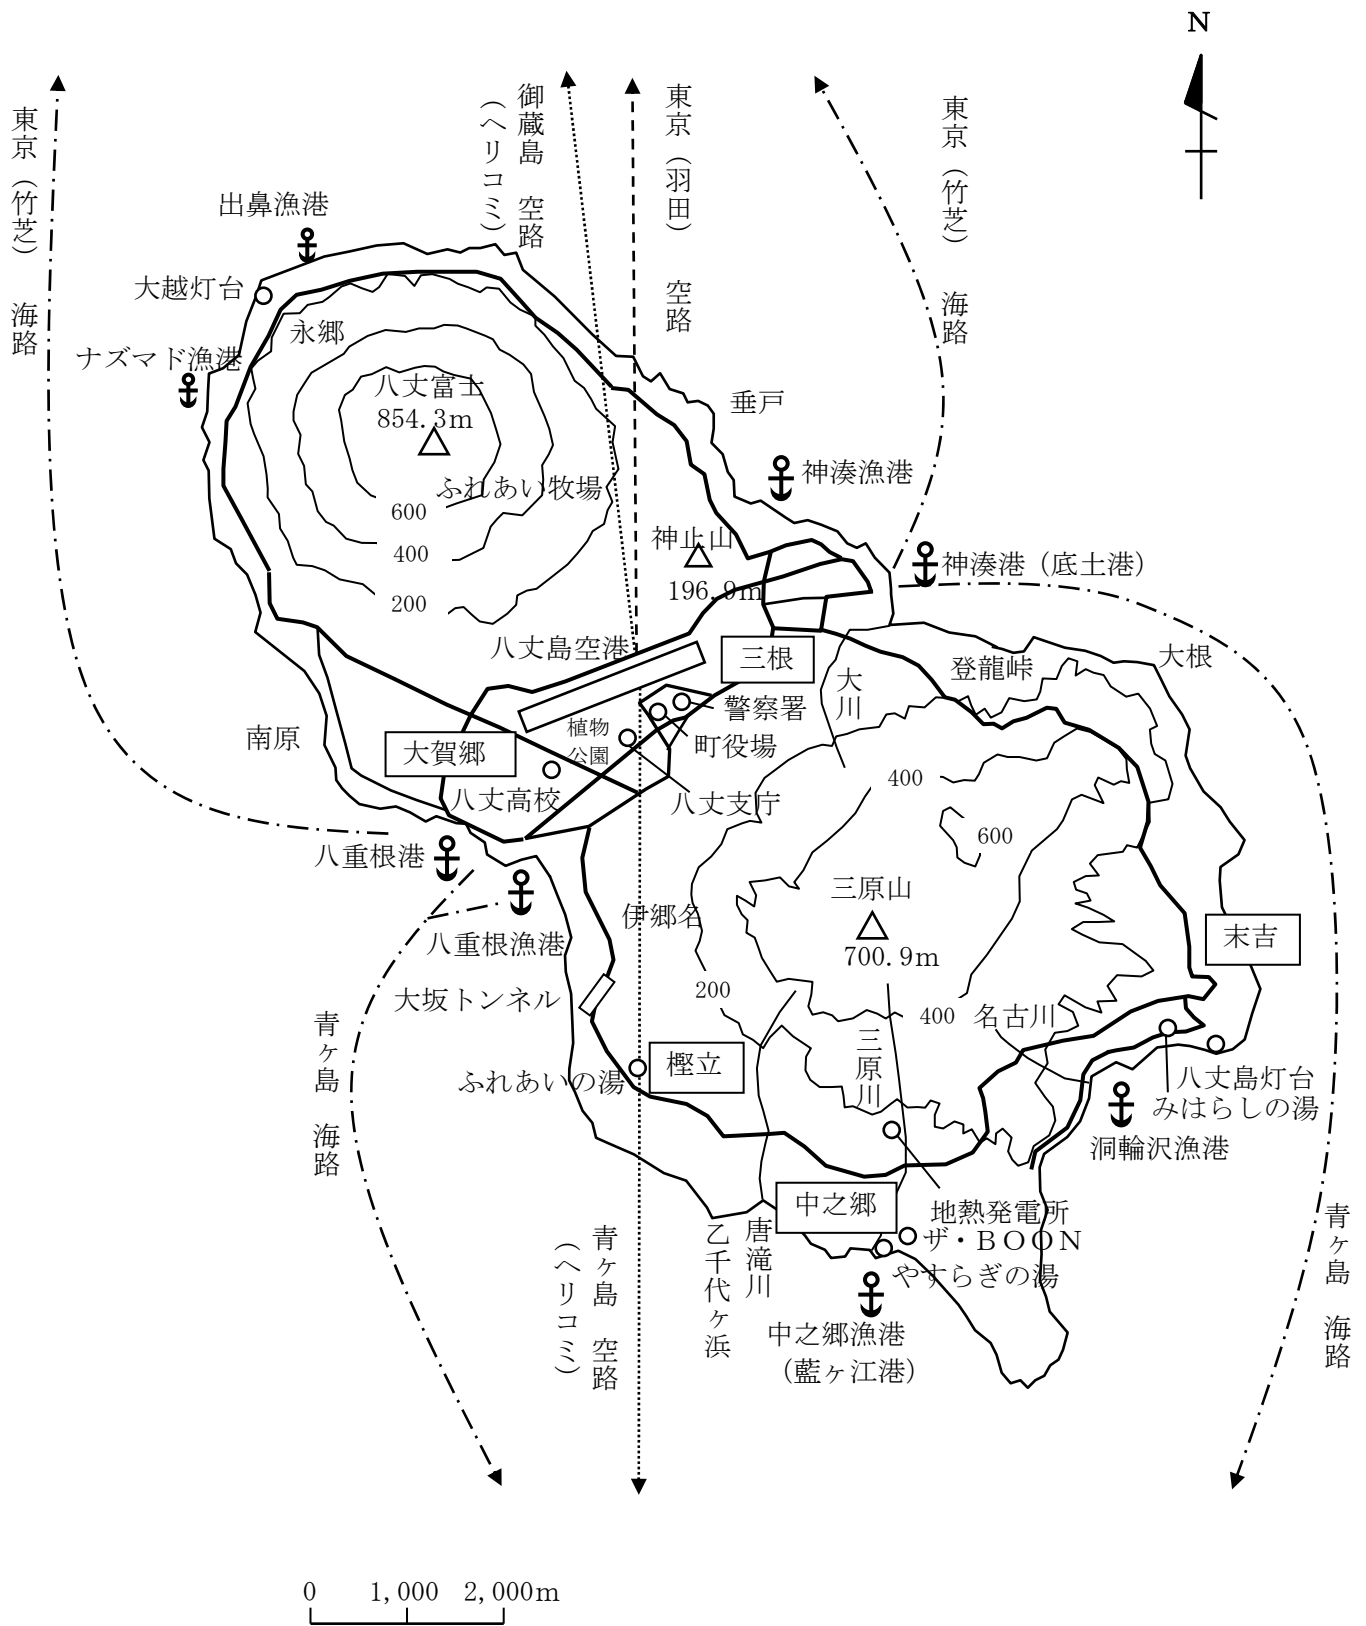 N
東京（竹芝） 海路
御蔵島 空路
（ヘリコミ）
東京（羽田） 空路
東京（竹芝） 海路
出鼻漁港
大越灯台
永郷
ナズマド漁港
八丈富士
854.3m
垂戸
ふれあい牧場
神湊漁港
600
400
200
神止山
196.9m
神湊港（底土港）
八丈島空港
三根
大川
登龍峠
大根
南原
大賀郷
植物
公園
警察署
町役場
八丈高校
八丈支庁
400
600
八重根港
三原山
700.9m
伊郷名
八重根漁港
末吉
大坂トンネル
200
400
名古川
青ヶ島 海路
三原川
樫立
ふれあいの湯
八丈島灯台
みはらしの湯
洞輪沢漁港
中之郷
地熱発電所
ザ・ＢＯＯＮ
やすらぎの湯
唐滝川
乙千代ヶ浜
青ヶ島 空路
（ヘリコミ）
青ヶ島 海路
中之郷漁港
（藍ヶ江港）
0 1,000 2,000m